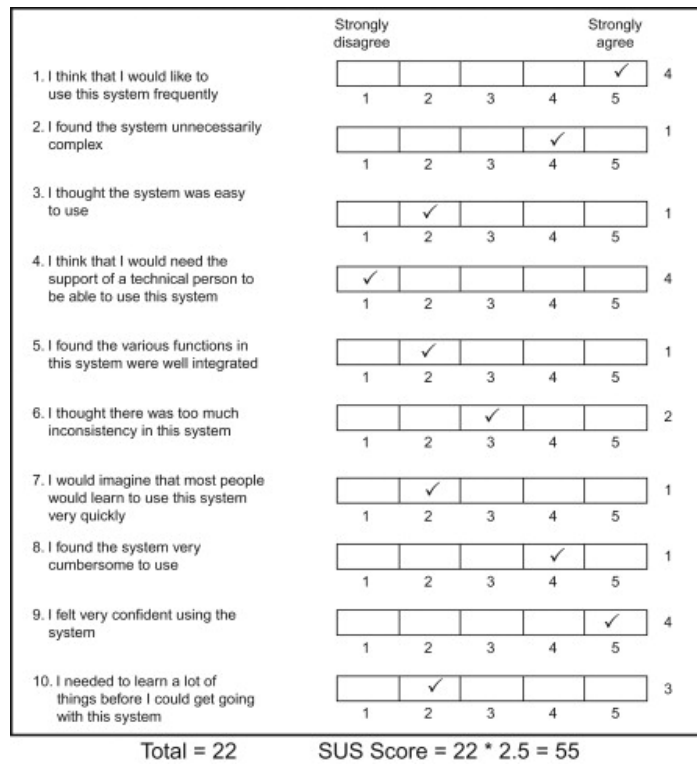 Strongly disagree
Strongly agree
1. I think that I would like to
use this system frequently
✓
4
1 2 3 4 5
2. I found the system unnecessarily
complex
✓
1
1 2 3 4 5
3. I thought the system was easy
to use
✓
1
1 2 3 4 5
4. I think that I would need the
support of a technical person to
be able to use this system
✓
4
1 2 3 4 5
5. I found the various functions in
this system were well integrated
✓
1
1 2 3 4 5
6. I thought there was too much
inconsistency in this system
✓
2
1 2 3 4 5
7. I would imagine that most people
would learn to use this system
very quickly
✓
1
1 2 3 4 5
8. I found the system very
cumbersome to use
✓
1
1 2 3 4 5
9. I felt very confident using the
system
✓
4
1 2 3 4 5
10. I needed to learn a lot of
things before I could get going
with this system
✓
3
1 2 3 4 5
Total = 22 SUS Score = 22 * 2.5 = 55